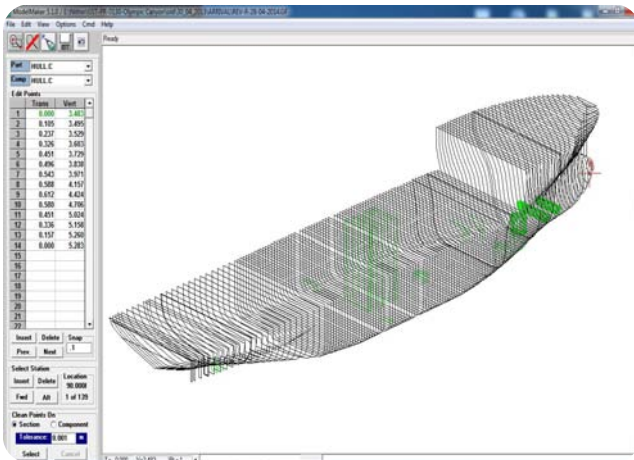 ModelMaker 5.1.0
File Edit View Options Cmd Help
Ready
Part HULL.C
Comp HULL.C
Edit Points
Trans Vert
1 0.000 3.483
2 0.105 3.495
3 0.237 3.529
4 0.326 3.603
5 0.451 3.729
6 0.496 3.830
7 0.543 3.971
8 0.588 4.157
9 0.612 4.424
10 0.580 4.706
11 0.451 5.024
12 0.336 5.158
13 0.157 5.260
14 0.000 5.283
15
16
17
18
19
20
21
22
Insert Delete Snap
Prev Next .1
Select Station
Insert Delete Location
90.000f
Fwd Aft 1 of 139
Clean Points On
Section Component
Tolerance: 0.001 m
Select Cancel